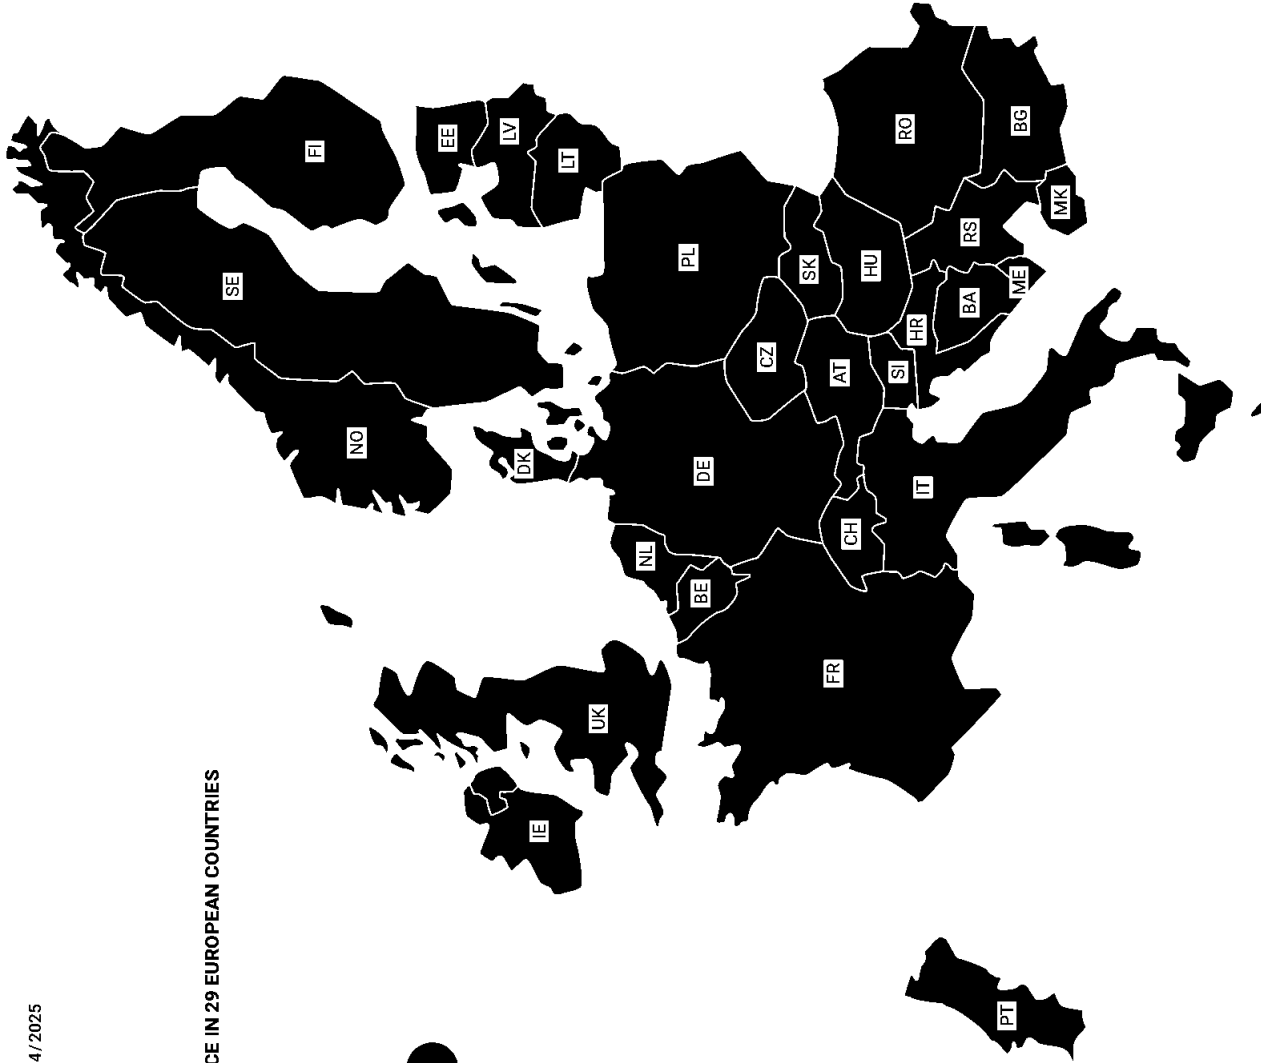 4/2025
CE IN 29 EUROPEAN COUNTRIES
SE
FI
NO
EE
LV
DK
IE
LT
UK
NL
PL
BE
DE
CZ
SK
FR
AT
CH
HU
SI
RO
HR
IT
BA
RS
PT
ME
BG
MK